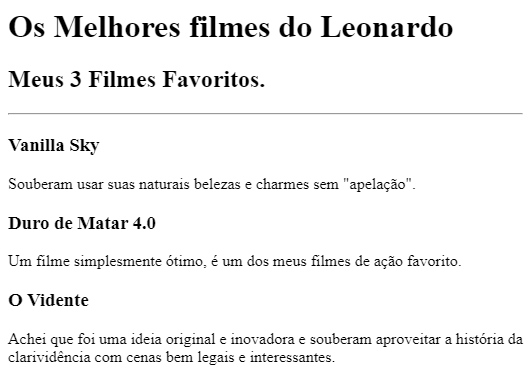 Os Melhores filmes do Leonardo
Meus 3 Filmes Favoritos.
Vanilla Sky
Souberam usar suas naturais belezas e charmes sem "apelação".
Duro de Matar 4.0
Um filme simplesmente ótimo, é um dos meus filmes de ação favorito.
O Vidente
Achei que foi uma ideia original e inovadora e souberam aproveitar a história da
clarividência com cenas bem legais e interessantes.